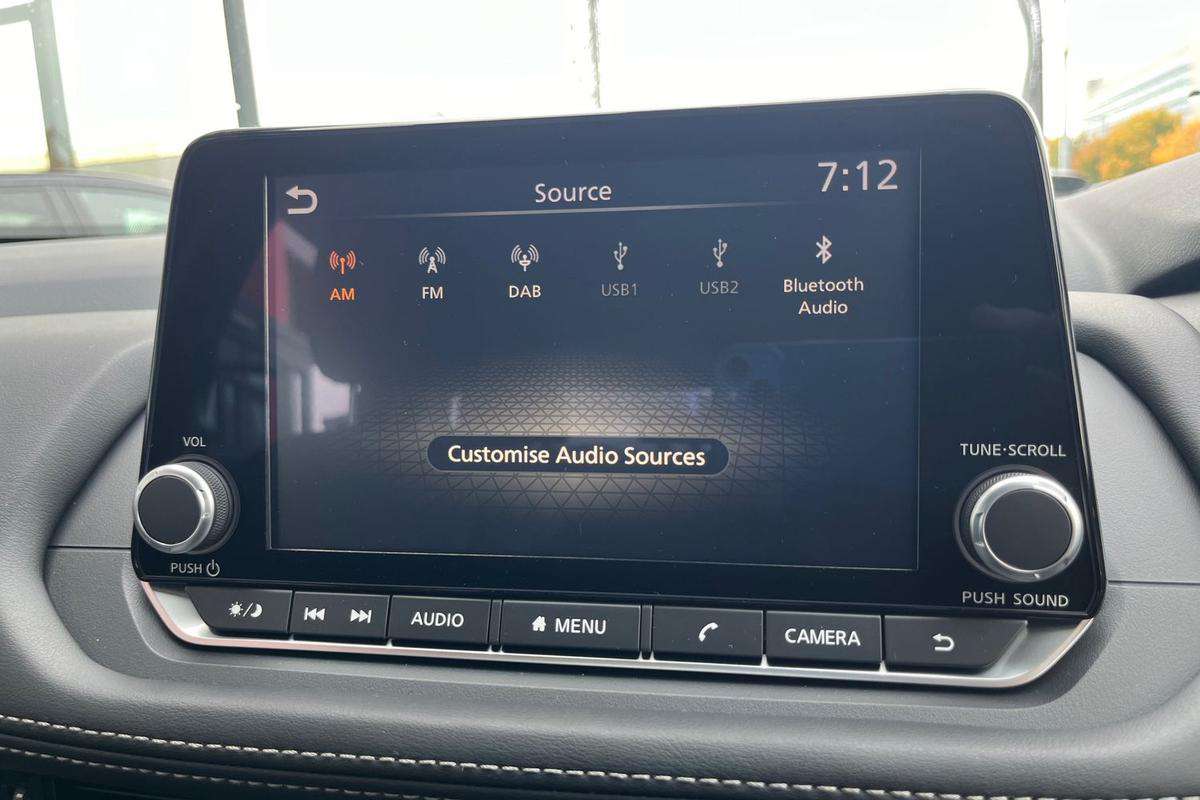 Source
7:12
AM
FM
DAB
USB1
USB2
Bluetooth
Audio
Customise Audio Sources
VOL
PUSH
TUNE·SCROLL
PUSH SOUND
AUDIO
MENU
CAMERA